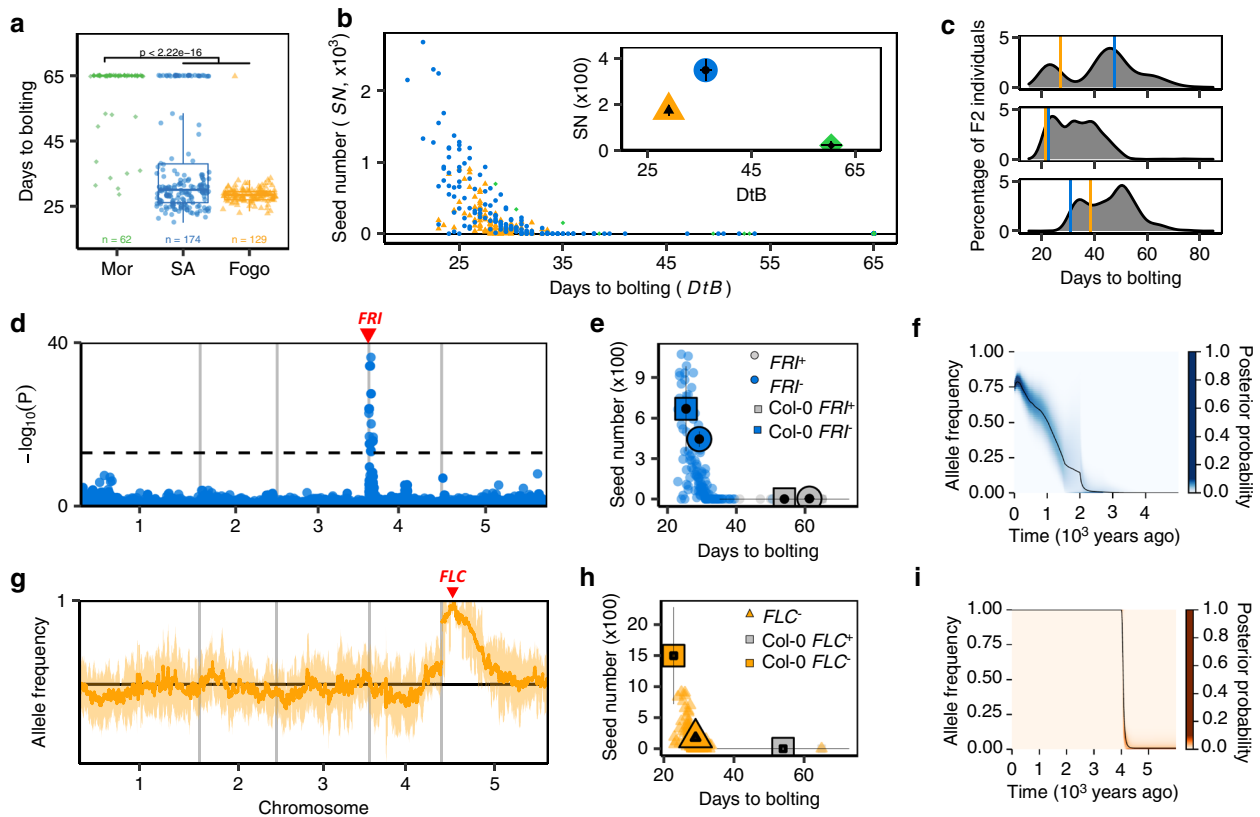 a
Days to bolting
65
45
25
p < 2.22e−16
n = 62
n = 174
n = 129
Mor
SA
Fogo
b
Seed number ( SN, x10³)
2
1
0
25
35
45
55
65
Days to bolting ( DtB)
SN (x100)
4
2
0
25
45
65
DtB
c
Percentage of F2 individuals
5
0
5
0
5
0
20
40
60
80
Days to bolting
d
FRI
−log₁₀(P)
40
0
1
2
3
4
5
e
Seed number (x100)
9
6
3
0
20
40
60
Days to bolting
FRI⁺
FRI⁻
Col-0 FRI⁺
Col-0 FRI⁻
f
Allele frequency
1.00
0.75
0.50
0.25
0.00
0
1
2
3
4
Time (10³ years ago)
1.0
0.8
0.6
0.4
0.2
0.0
Posterior probability
g
FLC
Allele frequency
1
1
2
3
4
5
Chromosome
h
Seed number (x100)
20
15
10
5
0
20
40
60
Days to bolting
FLC⁻
Col-0 FLC⁺
Col-0 FLC⁻
i
Allele frequency
1.00
0.75
0.50
0.25
0.00
0
1
2
3
4
5
Time (10³ years ago)
1.0
0.8
0.6
0.4
0.2
0.0
Posterior probability